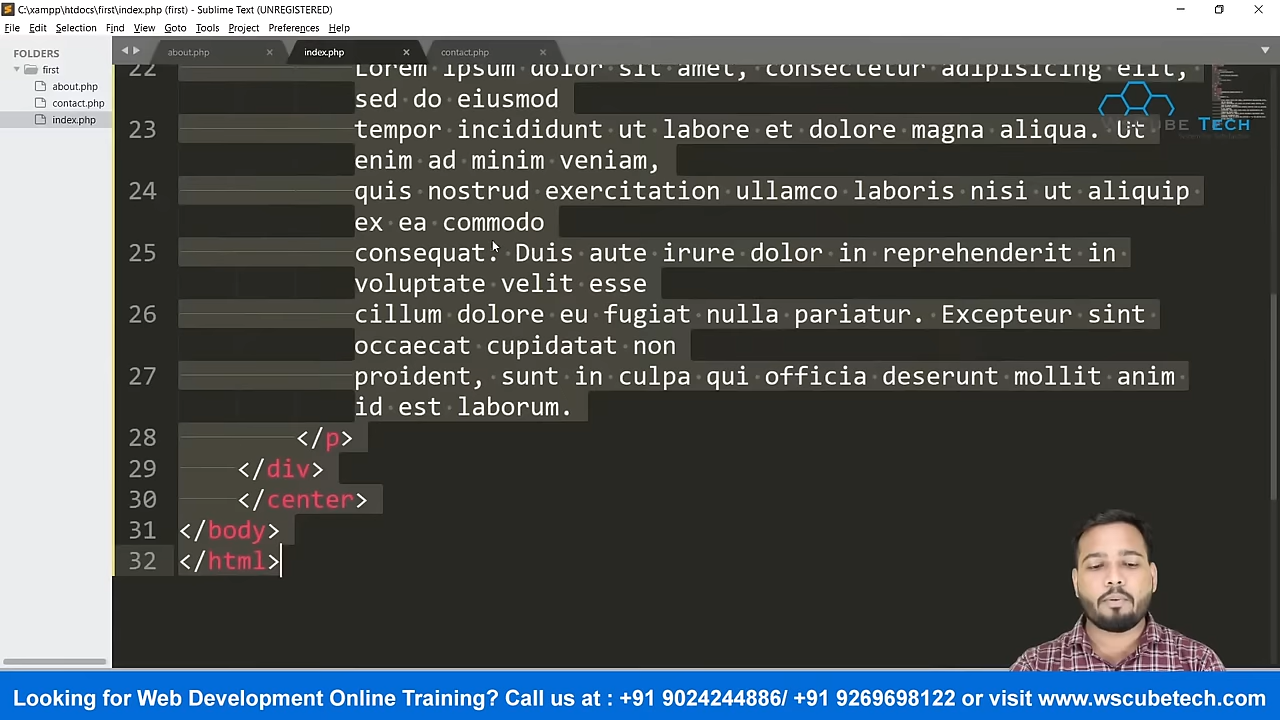 C:\xampp\htdocs\first\index.php (first) - Sublime Text (UNREGISTERED)
File Edit Selection Find View Goto Tools Project Preferences Help
FOLDERS
first
about.php
contact.php
index.php
about.php index.php contact.php
22 Lorem ipsum dolor sit amet, consectetur adipisicing elit,
sed do eiusmod
23 tempor incididunt ut labore et dolore magna aliqua. Ut
enim ad minim veniam,
24 quis nostrud exercitation ullamco laboris nisi ut aliquip
ex ea commodo
25 consequat. Duis aute irure dolor in reprehenderit in
voluptate velit esse
26 cillum dolore eu fugiat nulla pariatur. Excepteur sint
occaecat cupidatat non
27 proident, sunt in culpa qui officia deserunt mollit anim
id est laborum.
28 </p>
29 </div>
30 </center>
31 </body>
32 </html>
WsCUBE TECH
Looking for Web Development Online Training? Call us at : +91 9024244886/ +91 9269698122 or visit www.wscubetech.com